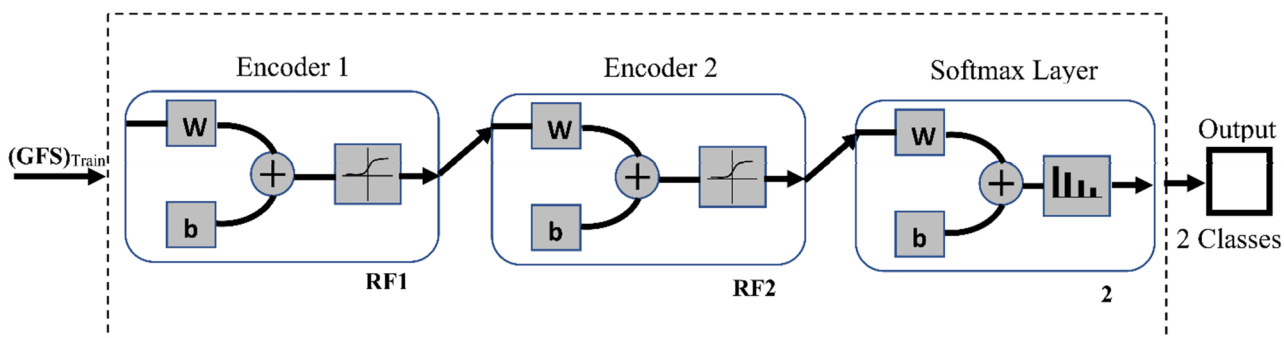 Encoder 1
Encoder 2
Softmax Layer
(GFS)Train
W
b
+
RF1
W
b
+
RF2
W
b
+
2
Output
2 Classes